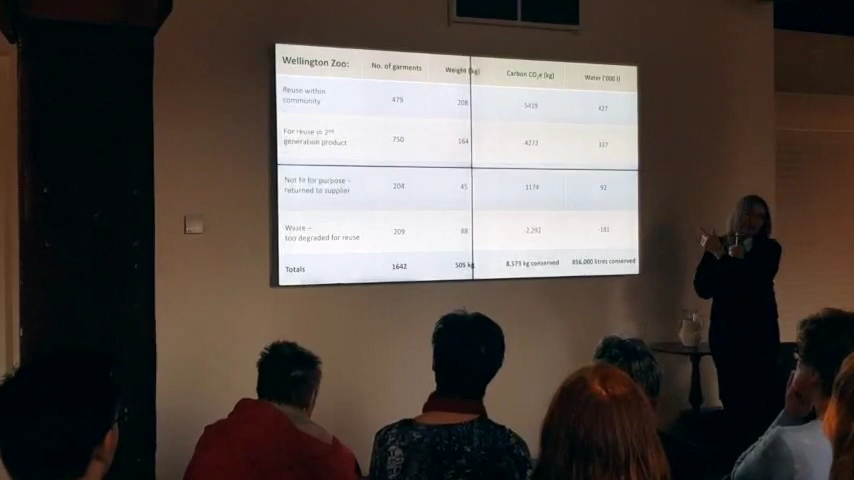 Wellington Zoo: No. of garments Weight (kg) Carbon CO₂e (kg) Water ('000 l)
Reuse within
community 479 208 5419 427
For reuse in 2nd
generation product 750 164 4272 337
Not fit for purpose –
returned to supplier 204 45 1174 92
Waste –
too degraded for reuse 209 88 -2,292 -181
Totals 1642 505 kg 8,573 kg conserved 856,000 litres conserved